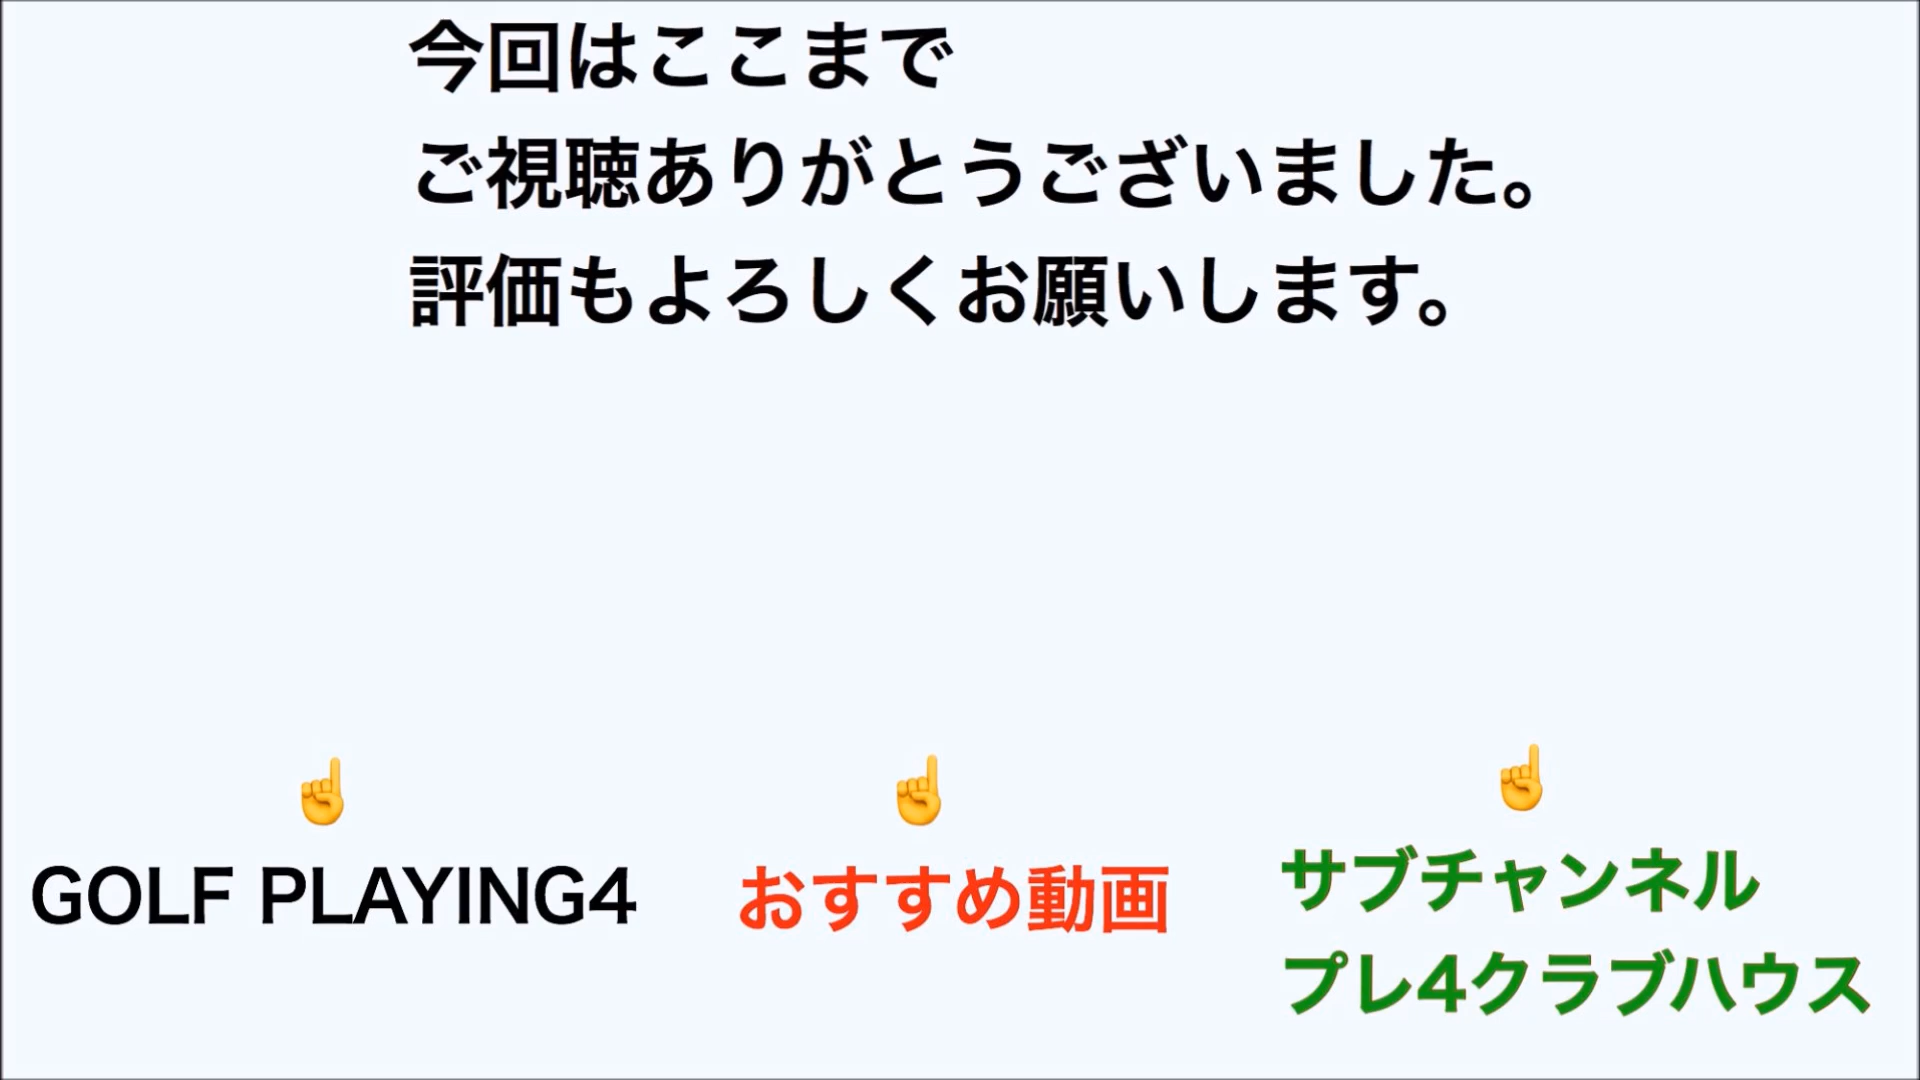 今回はここまで
ご視聴ありがとうございました。
評価もよろしくお願いします。
☝☝☝
GOLF PLAYING4
おすすめ動画
サブチャンネル
プレ4クラブハウス